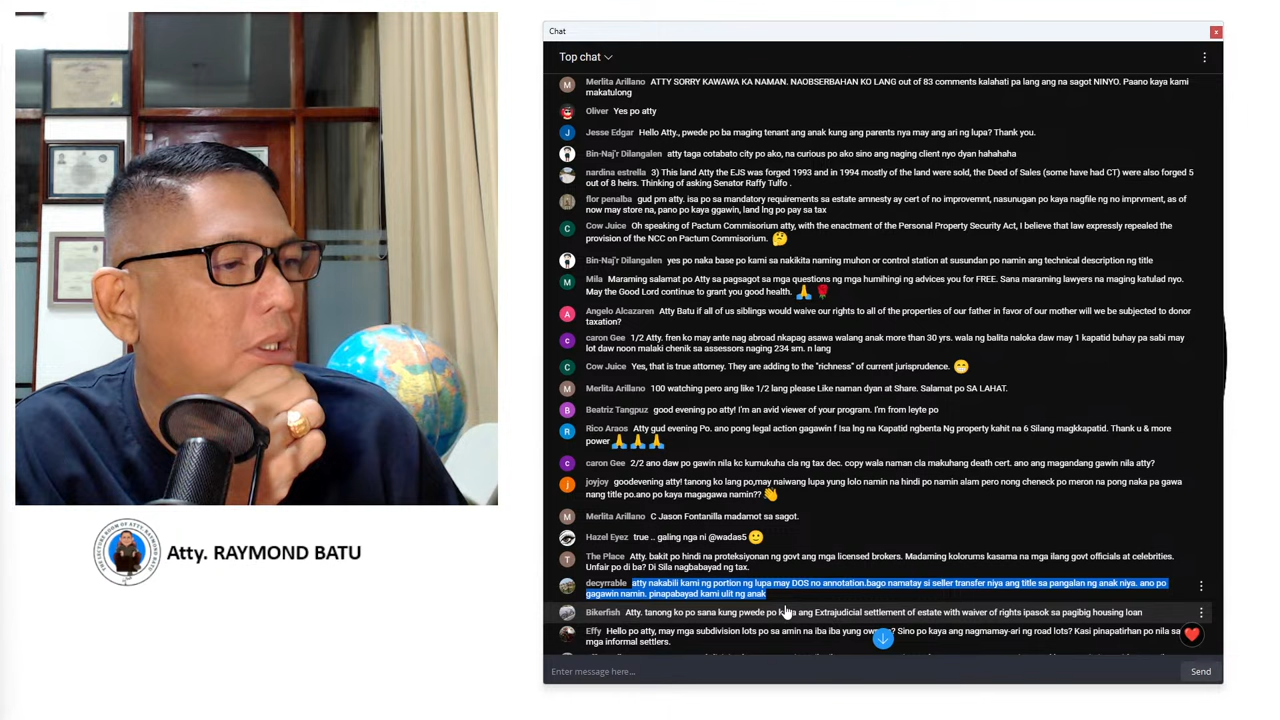 Chat
Top chat
Merlita Arillano ATTY SORRY KAWAWA KA NAMAN. NAOBSERBAHAN KO LANG out of 83 comments kalahati pa lang ang na sagot NINYO. Paano kaya kami
makatulong
Oliver Yes po atty
Jesse Edgar Hello Atty., pwede po ba maging tenant ang anak kung ang parents nya may ang ari ng lupa? Thank you.
Bin-Naj'r Dilangalen atty taga cotabato city po ako, na curious po ako sino ang naging client nyo dyan hahahaha
nardina estrella 3) This land Atty the EJS was forged 1993 and in 1994 mostly of the land were sold, the Deed of Sales (some have had CT) were also forged 5
out of 8 heirs. Thinking of asking Senator Raffy Tulfo .
flor penalba gud pm atty. isa po sa mandatory requirements sa estate amnesty ay cert of no improvemnt, nasunugan po kaya nagfile ng no imprvment, as of
now may store na, pano po kaya ggawin, land lng po pay sa tax
Cow Juice Oh speaking of Pactum Commisorium atty, with the enactment of the Personal Property Security Act, I believe that law expressly repealed the
provision of the NCC on Pactum Commisorium.
Bin-Naj'r Dilangalen yes po naka base po kami sa nakikita naming muhon or control station at susundan po namin ang technical description ng title
Mila Maraming salamat po Atty sa pagsagot sa mga questions ng mga humihingi ng advices you for FREE. Sana maraming lawyers na maging katulad nyo.
May the Good Lord continue to grant you good health.
Angelo Alcazaren Atty Batu if all of us siblings would waive our rights to all of the properties of our father in favor of our mother will we be subjected to donor
taxation?
caron Gee 1/2 Atty. fren ko may ante nag abroad nkapag asawa walang anak more than 30 yrs. wala ng balita naloka daw may 1 kapatid buhay pa sabi may
lot daw noon malaki chenik sa assessors naging 234 sm. n lang
Cow Juice Yes, that is true attorney. They are adding to the "richness" of current jurisprudence.
Merlita Arillano 100 watching pero ang like 1/2 lang please Like naman dyan at Share. Salamat po SA LAHAT.
Beatriz Tangpuz good evening po atty! I'm an avid viewer of your program. I'm from leyte po
Rico Araos Atty gud evening Po. ano pong legal action gagawin f Isa lng na Kapatid ngbenta Ng property kahit na 6 Silang magkkapatid. Thank u & more
power
caron Gee 2/2 ano daw po gawin nila kc kumukuha cla ng tax dec. copy wala naman cla makuhang death cert. ano ang magandang gawin nila atty?
joyjoy goodevening atty! tanong ko lang po,may naiwang lupa yung lolo namin na hindi po namin alam pero nong cheneck po meron na pong naka pa gawa
nang title po.ano po kaya magagawa namin??
Merlita Arillano C Jason Fontanilla madamot sa sagot.
Hazel Eyez true .. galing nga ni @wadas5
The Place Atty. bakit po hindi na proteksiyonan ng govt ang mga licensed brokers. Madaming kolorums kasama na mga ilang govt officials at celebrities.
Unfair po di ba? Di Sila nagbabayad ng tax.
decyrrable atty nakabili kami ng portion ng lupa may DOS no annotation.bago namatay si seller transfer niya ang title sa pangalan ng anak niya. ano po
gagawin namin. pinapabayad kami ulit ng anak
Bikerfish Atty. tanong ko po sana kung pwede po ang Extrajudicial settlement of estate with waiver of rights ipasok sa pagibig housing loan
Effy Hello po atty, may mga subdivision lots po sa amin na iba iba yung Sino po kaya ang nagmamay-ari ng road lots? Kasi pinapatirhan po nila sa
mga informal settlers.
Enter message here...
Send
Atty. RAYMOND BATU